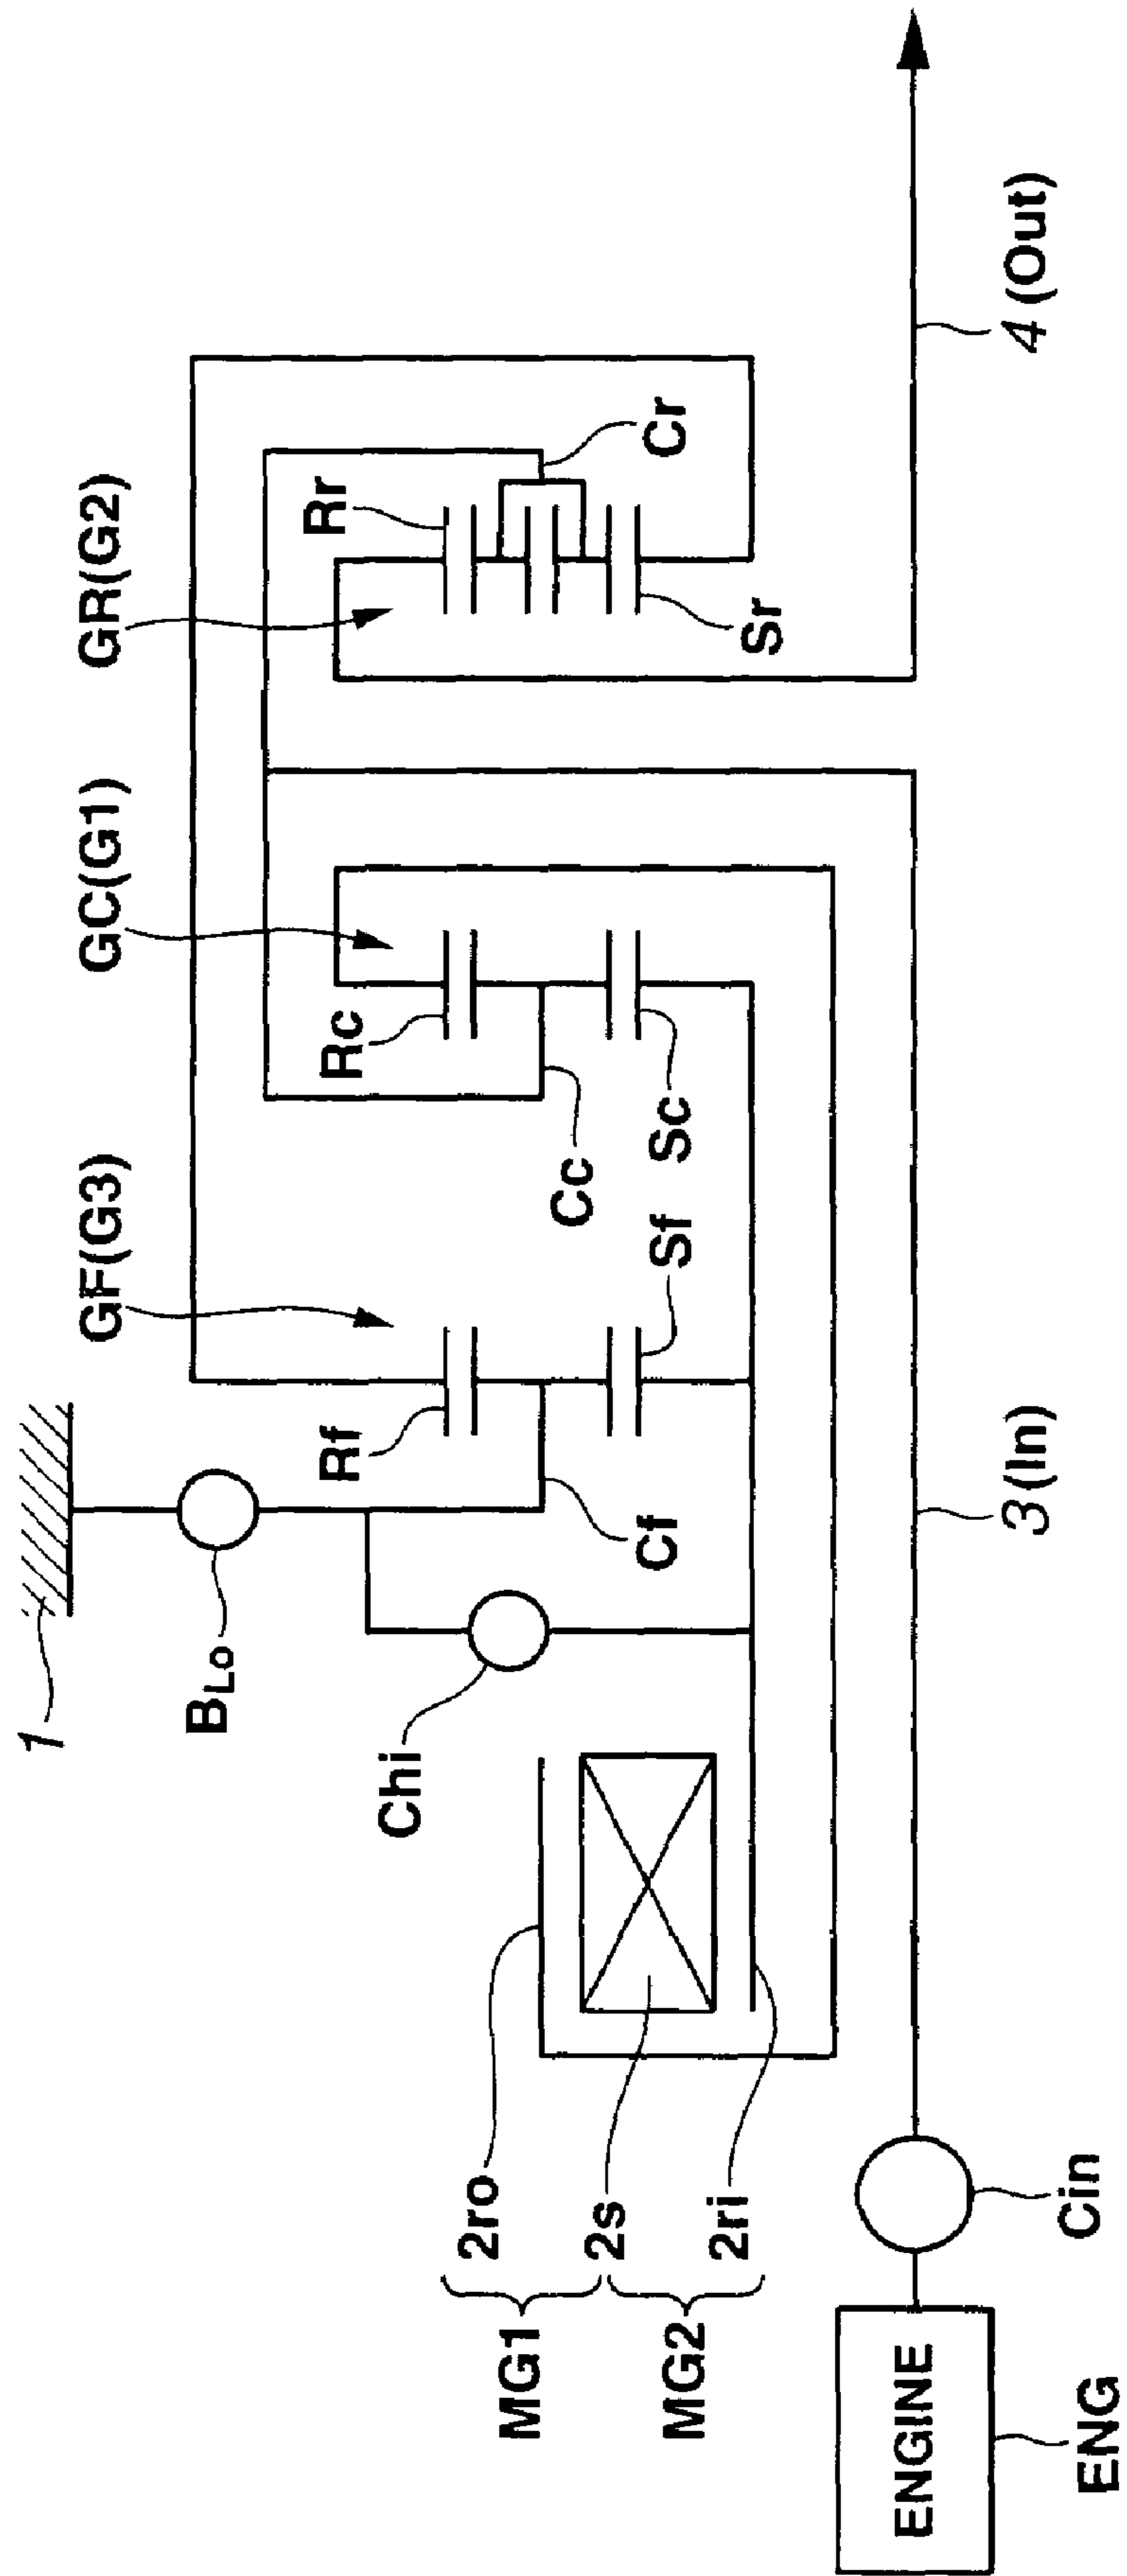 1
BLo
GF(G3)
GC(G1)
GR(G2)
Chi
Rf
Rc
Rr
Cf
Cc
Cr
Sf
Sc
Sr
2ro
2s
2ri
MG1
MG2
ENGINE
ENG
Cin
3 (In)
4 (Out)